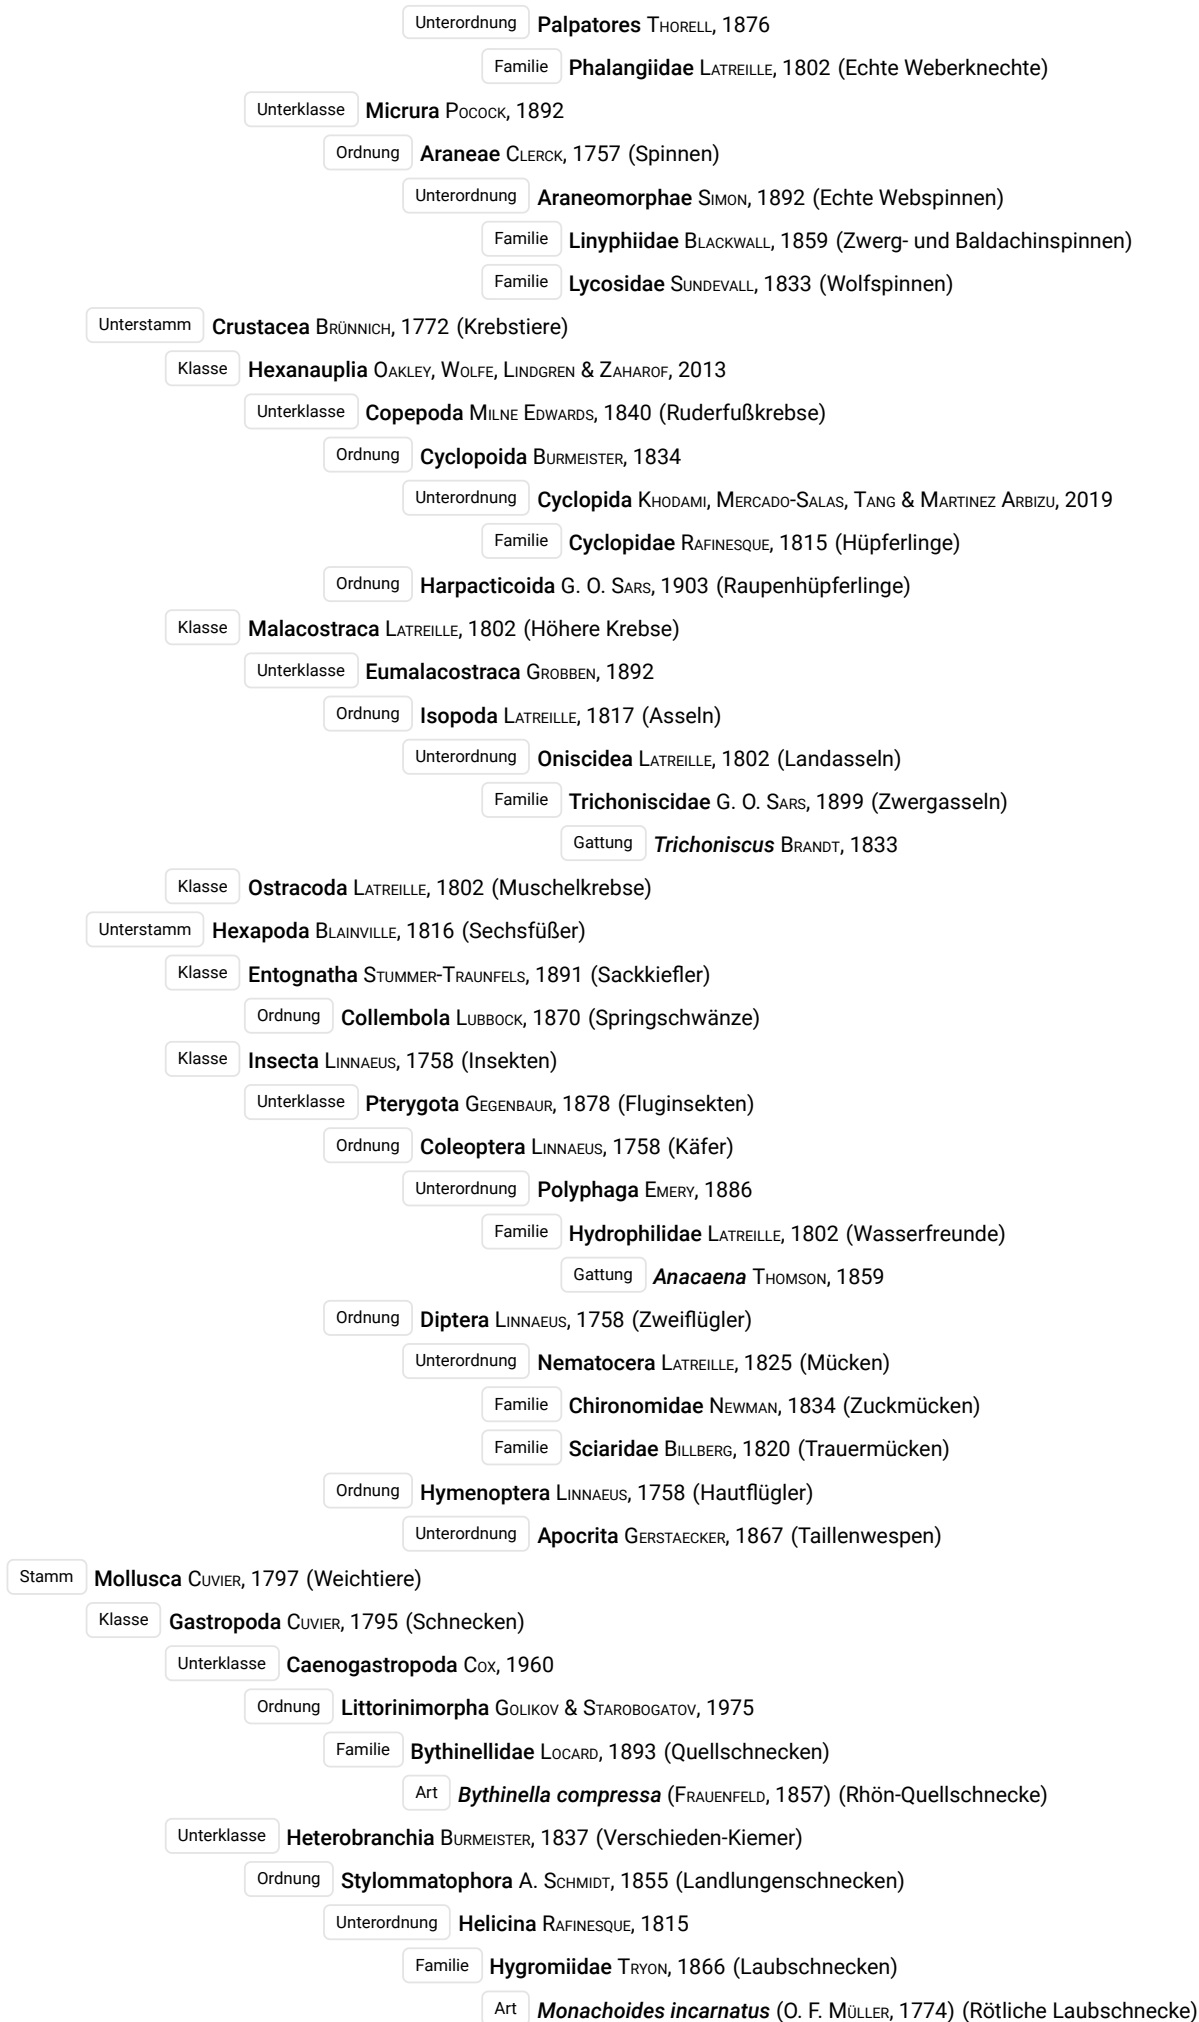 Unterordnung Palpatores Thorell, 1876
Familie Phalangiidae Latreille, 1802 (Echte Weberknechte)
Unterklasse Micrura Pocock, 1892
Ordnung Araneae Clerck, 1757 (Spinnen)
Unterordnung Araneomorphae Simon, 1892 (Echte Webspinnen)
Familie Linyphiidae Blackwall, 1859 (Zwerg- und Baldachinspinnen)
Familie Lycosidae Sundevall, 1833 (Wolfspinnen)
Unterstamm Crustacea Brünnich, 1772 (Krebstiere)
Klasse Hexanauplia Oakley, Wolfe, Lindgren & Zaharof, 2013
Unterklasse Copepoda Milne Edwards, 1840 (Ruderfußkrebse)
Ordnung Cyclopoida Burmeister, 1834
Unterordnung Cyclopida Khodami, Mercado-Salas, Tang & Martinez Arbizu, 2019
Familie Cyclopidae Rafinesque, 1815 (Hüpferlinge)
Ordnung Harpacticoida G. O. Sars, 1903 (Raupenhüpferlinge)
Klasse Malacostraca Latreille, 1802 (Höhere Krebse)
Unterklasse Eumalacostraca Grobben, 1892
Ordnung Isopoda Latreille, 1817 (Asseln)
Unterordnung Oniscidea Latreille, 1802 (Landasseln)
Familie Trichoniscidae G. O. Sars, 1899 (Zwergasseln)
Gattung Trichoniscus Brandt, 1833
Klasse Ostracoda Latreille, 1802 (Muschelkrebse)
Unterstamm Hexapoda Blainville, 1816 (Sechsfüßer)
Klasse Entognatha Stummer-Traunfels, 1891 (Sackkiefler)
Ordnung Collembola Lubbock, 1870 (Springschwänze)
Klasse Insecta Linnaeus, 1758 (Insekten)
Unterklasse Pterygota Gegenbaur, 1878 (Fluginsekten)
Ordnung Coleoptera Linnaeus, 1758 (Käfer)
Unterordnung Polyphaga Emery, 1886
Familie Hydrophilidae Latreille, 1802 (Wasserfreunde)
Gattung Anacaena Thomson, 1859
Ordnung Diptera Linnaeus, 1758 (Zweiflügler)
Unterordnung Nematocera Latreille, 1825 (Mücken)
Familie Chironomidae Newman, 1834 (Zuckmücken)
Familie Sciaridae Billberg, 1820 (Trauermücken)
Ordnung Hymenoptera Linnaeus, 1758 (Hautflügler)
Unterordnung Apocrita Gerstaecker, 1867 (Taillenwespen)
Stamm Mollusca Cuvier, 1797 (Weichtiere)
Klasse Gastropoda Cuvier, 1795 (Schnecken)
Unterklasse Caenogastropoda Cox, 1960
Ordnung Littorinimorpha Golikov & Starobogatov, 1975
Familie Bythinellidae Locard, 1893 (Quellschnecken)
Art Bythinella compressa (Frauenfeld, 1857) (Rhön-Quellschnecke)
Unterklasse Heterobranchia Burmeister, 1837 (Verschieden-Kiemer)
Ordnung Stylommatophora A. Schmidt, 1855 (Landlungenschnecken)
Unterordnung Helicina Rafinesque, 1815
Familie Hygromiidae Tryon, 1866 (Laubschnecken)
Art Monachoides incarnatus (O. F. Müller, 1774) (Rötliche Laubschnecke)